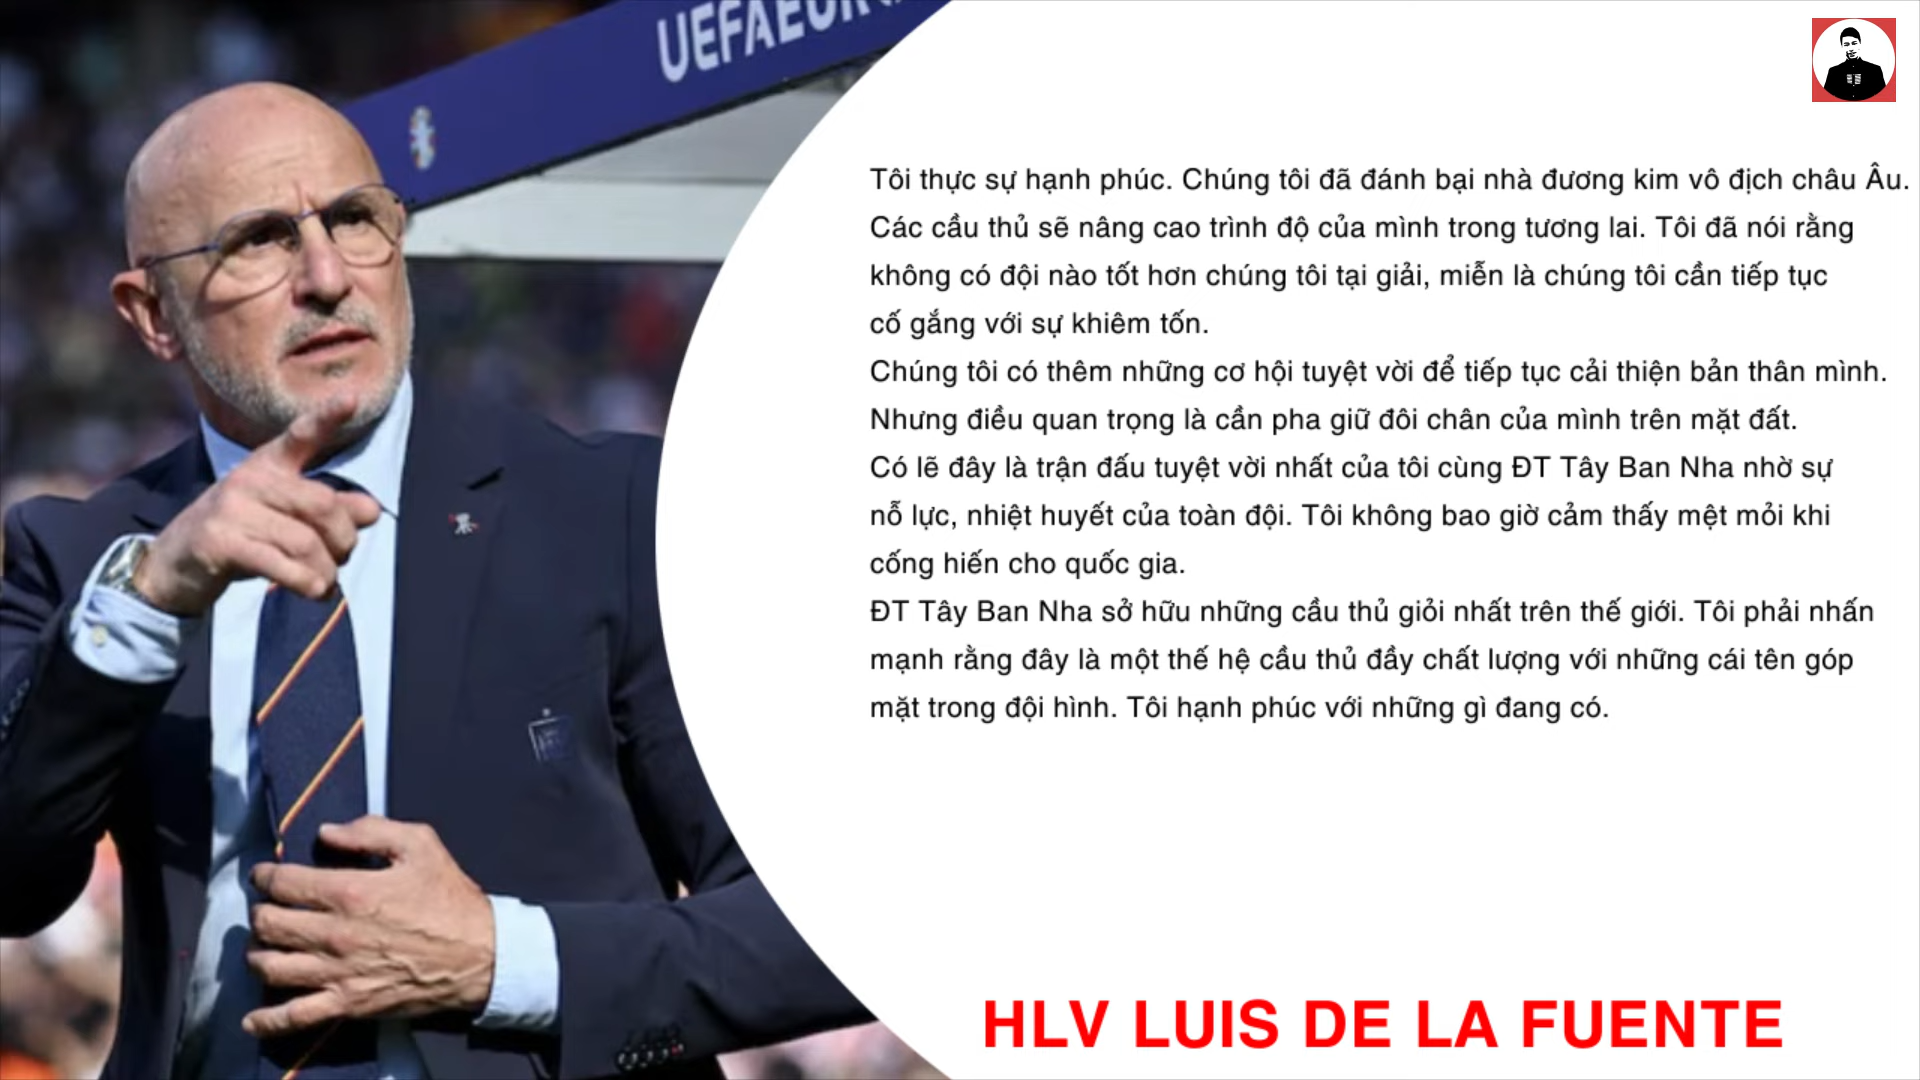 UEFA EURO
Tôi thực sự hạnh phúc. Chúng tôi đã đánh bại nhà đương kim vô địch châu Âu.
Các cầu thủ sẽ nâng cao trình độ của mình trong tương lai. Tôi đã nói rằng
không có đội nào tốt hơn chúng tôi tại giải, miễn là chúng tôi cần tiếp tục
cố gắng với sự khiêm tốn.
Chúng tôi có thêm những cơ hội tuyệt vời để tiếp tục cải thiện bản thân mình.
Nhưng điều quan trọng là cần pha giữ đôi chân của mình trên mặt đất.
Có lẽ đây là trận đấu tuyệt vời nhất của tôi cùng ĐT Tây Ban Nha nhờ sự
nỗ lực, nhiệt huyết của toàn đội. Tôi không bao giờ cảm thấy mệt mỏi khi
cống hiến cho quốc gia.
ĐT Tây Ban Nha sở hữu những cầu thủ giỏi nhất trên thế giới. Tôi phải nhấn
mạnh rằng đây là một thế hệ cầu thủ đầy chất lượng với những cái tên góp
mặt trong đội hình. Tôi hạnh phúc với những gì đang có.
HLV LUIS DE LA FUENTE